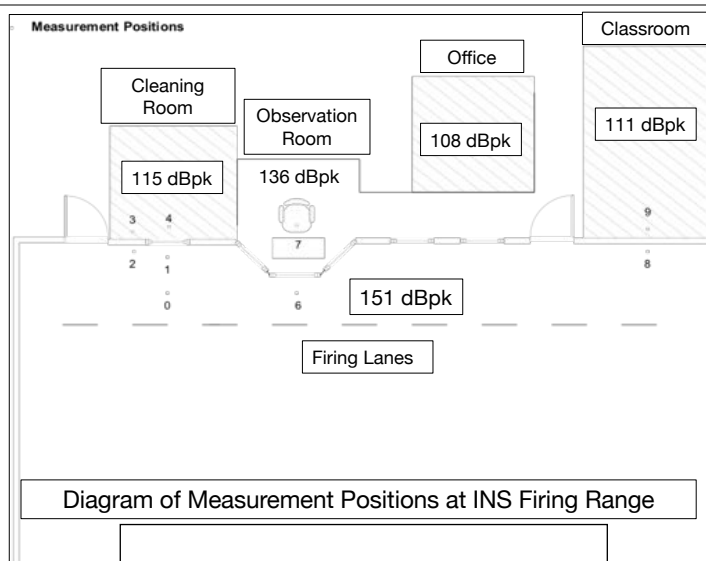 Measurement Positions
Classroom
Office
Cleaning
Room
Observation
Room
111 dBpk
108 dBpk
115 dBpk
136 dBpk
3
4
9
7
2
1
8
0
6
151 dBpk
Firing Lanes
Diagram of Measurement Positions at INS Firing Range